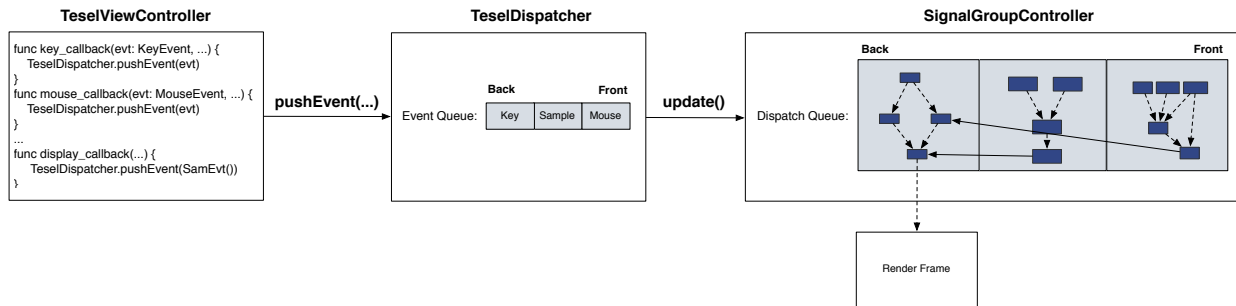 TeselViewController
func key_callback(evt: KeyEvent, ...) {
TeselDispatcher.pushEvent(evt)
}
func mouse_callback(evt: MouseEvent, ...) {
TeselDispatcher.pushEvent(evt)
}
...
func display_callback(...) {
TeselDispatcher.pushEvent(SamEvt())
}
pushEvent(...)
TeselDispatcher
Back Front
Event Queue: Key Sample Mouse
update()
SignalGroupController
Back Front
Dispatch Queue:
Render Frame